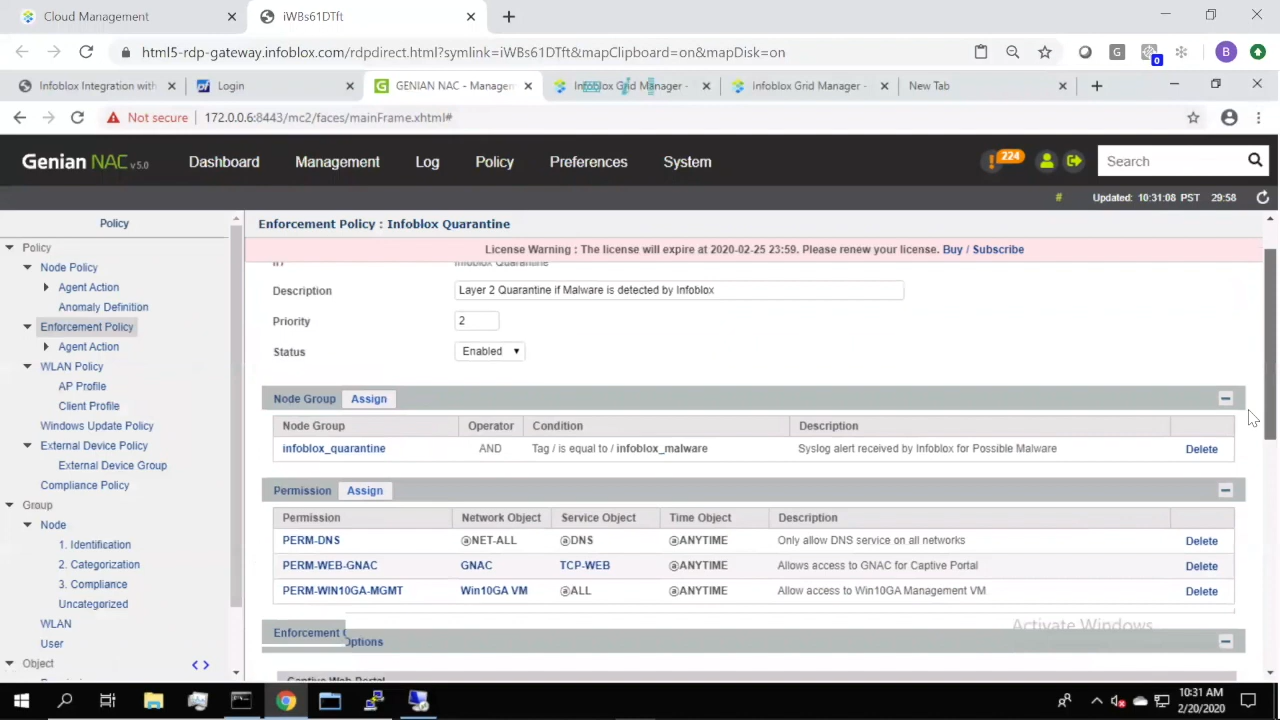 Cloud Management
iWBs61DTft
html5-rdp-gateway.infoblox.com/rdpdirect.html?symlink=iWBs61DTft&mapClipboard=on&mapDisk=on
G
0
B
Infoblox Integration with
Login
GENIAN NAC - Managem
Infoblox Grid Manager -
Infoblox Grid Manager -
New Tab
Not secure
172.0.0.6:8443/mc2/faces/mainFrame.xhtml#
Genian NAC v 5.0
Dashboard
Management
Log
Policy
Preferences
System
224
Search
# Updated: 10:31:08 PST 29:58
Policy
Policy
Node Policy
Agent Action
Anomaly Definition
Enforcement Policy
Agent Action
WLAN Policy
AP Profile
Client Profile
Windows Update Policy
External Device Policy
External Device Group
Compliance Policy
Group
Node
1. Identification
2. Categorization
3. Compliance
Uncategorized
WLAN
User
Object
< >
Enforcement Policy : Infoblox Quarantine
License Warning : The license will expire at 2020-02-25 23:59. Please renew your license. Buy / Subscribe
Infoblox Quarantine
Description Layer 2 Quarantine if Malware is detected by Infoblox
Priority 2
Status Enabled
Node Group Assign
Node Group Operator Condition Description
infoblox_quarantine AND Tag / is equal to / infoblox_malware Syslog alert received by Infoblox for Possible Malware Delete
Permission Assign
Permission Network Object Service Object Time Object Description
PERM-DNS @NET-ALL @DNS @ANYTIME Only allow DNS service on all networks Delete
PERM-WEB-GNAC GNAC TCP-WEB @ANYTIME Allows access to GNAC for Captive Portal Delete
PERM-WIN10GA-MGMT Win10GA VM @ALL @ANYTIME Allow access to Win10GA Management VM Delete
Enforcement Options
Captive Web Portal
Activate Windows
10:31 AM
2/20/2020